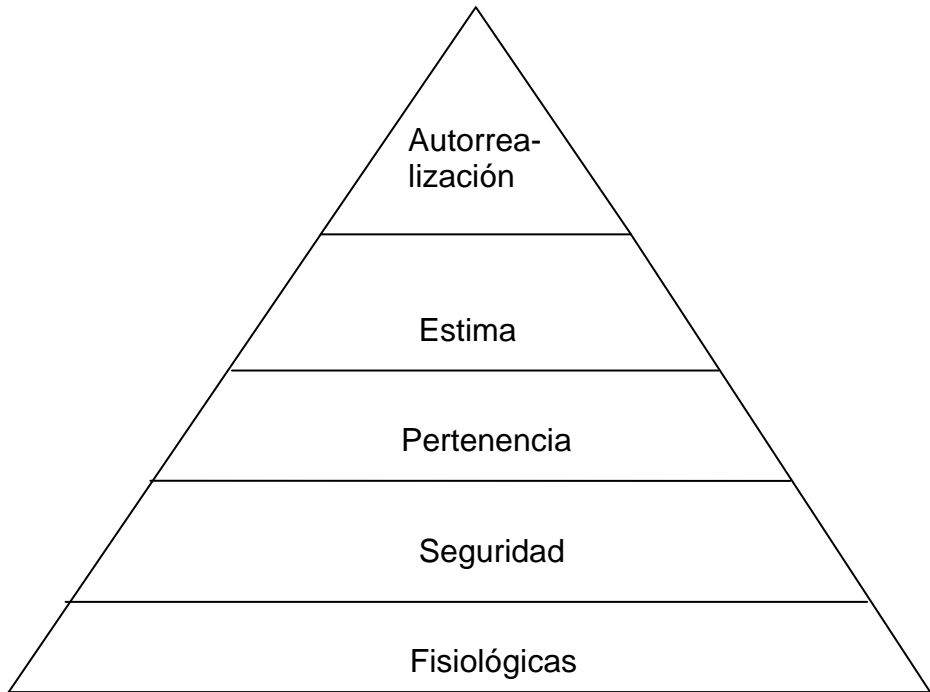 Autorrea-
lización
Estima
Pertenencia
Seguridad
Fisiológicas